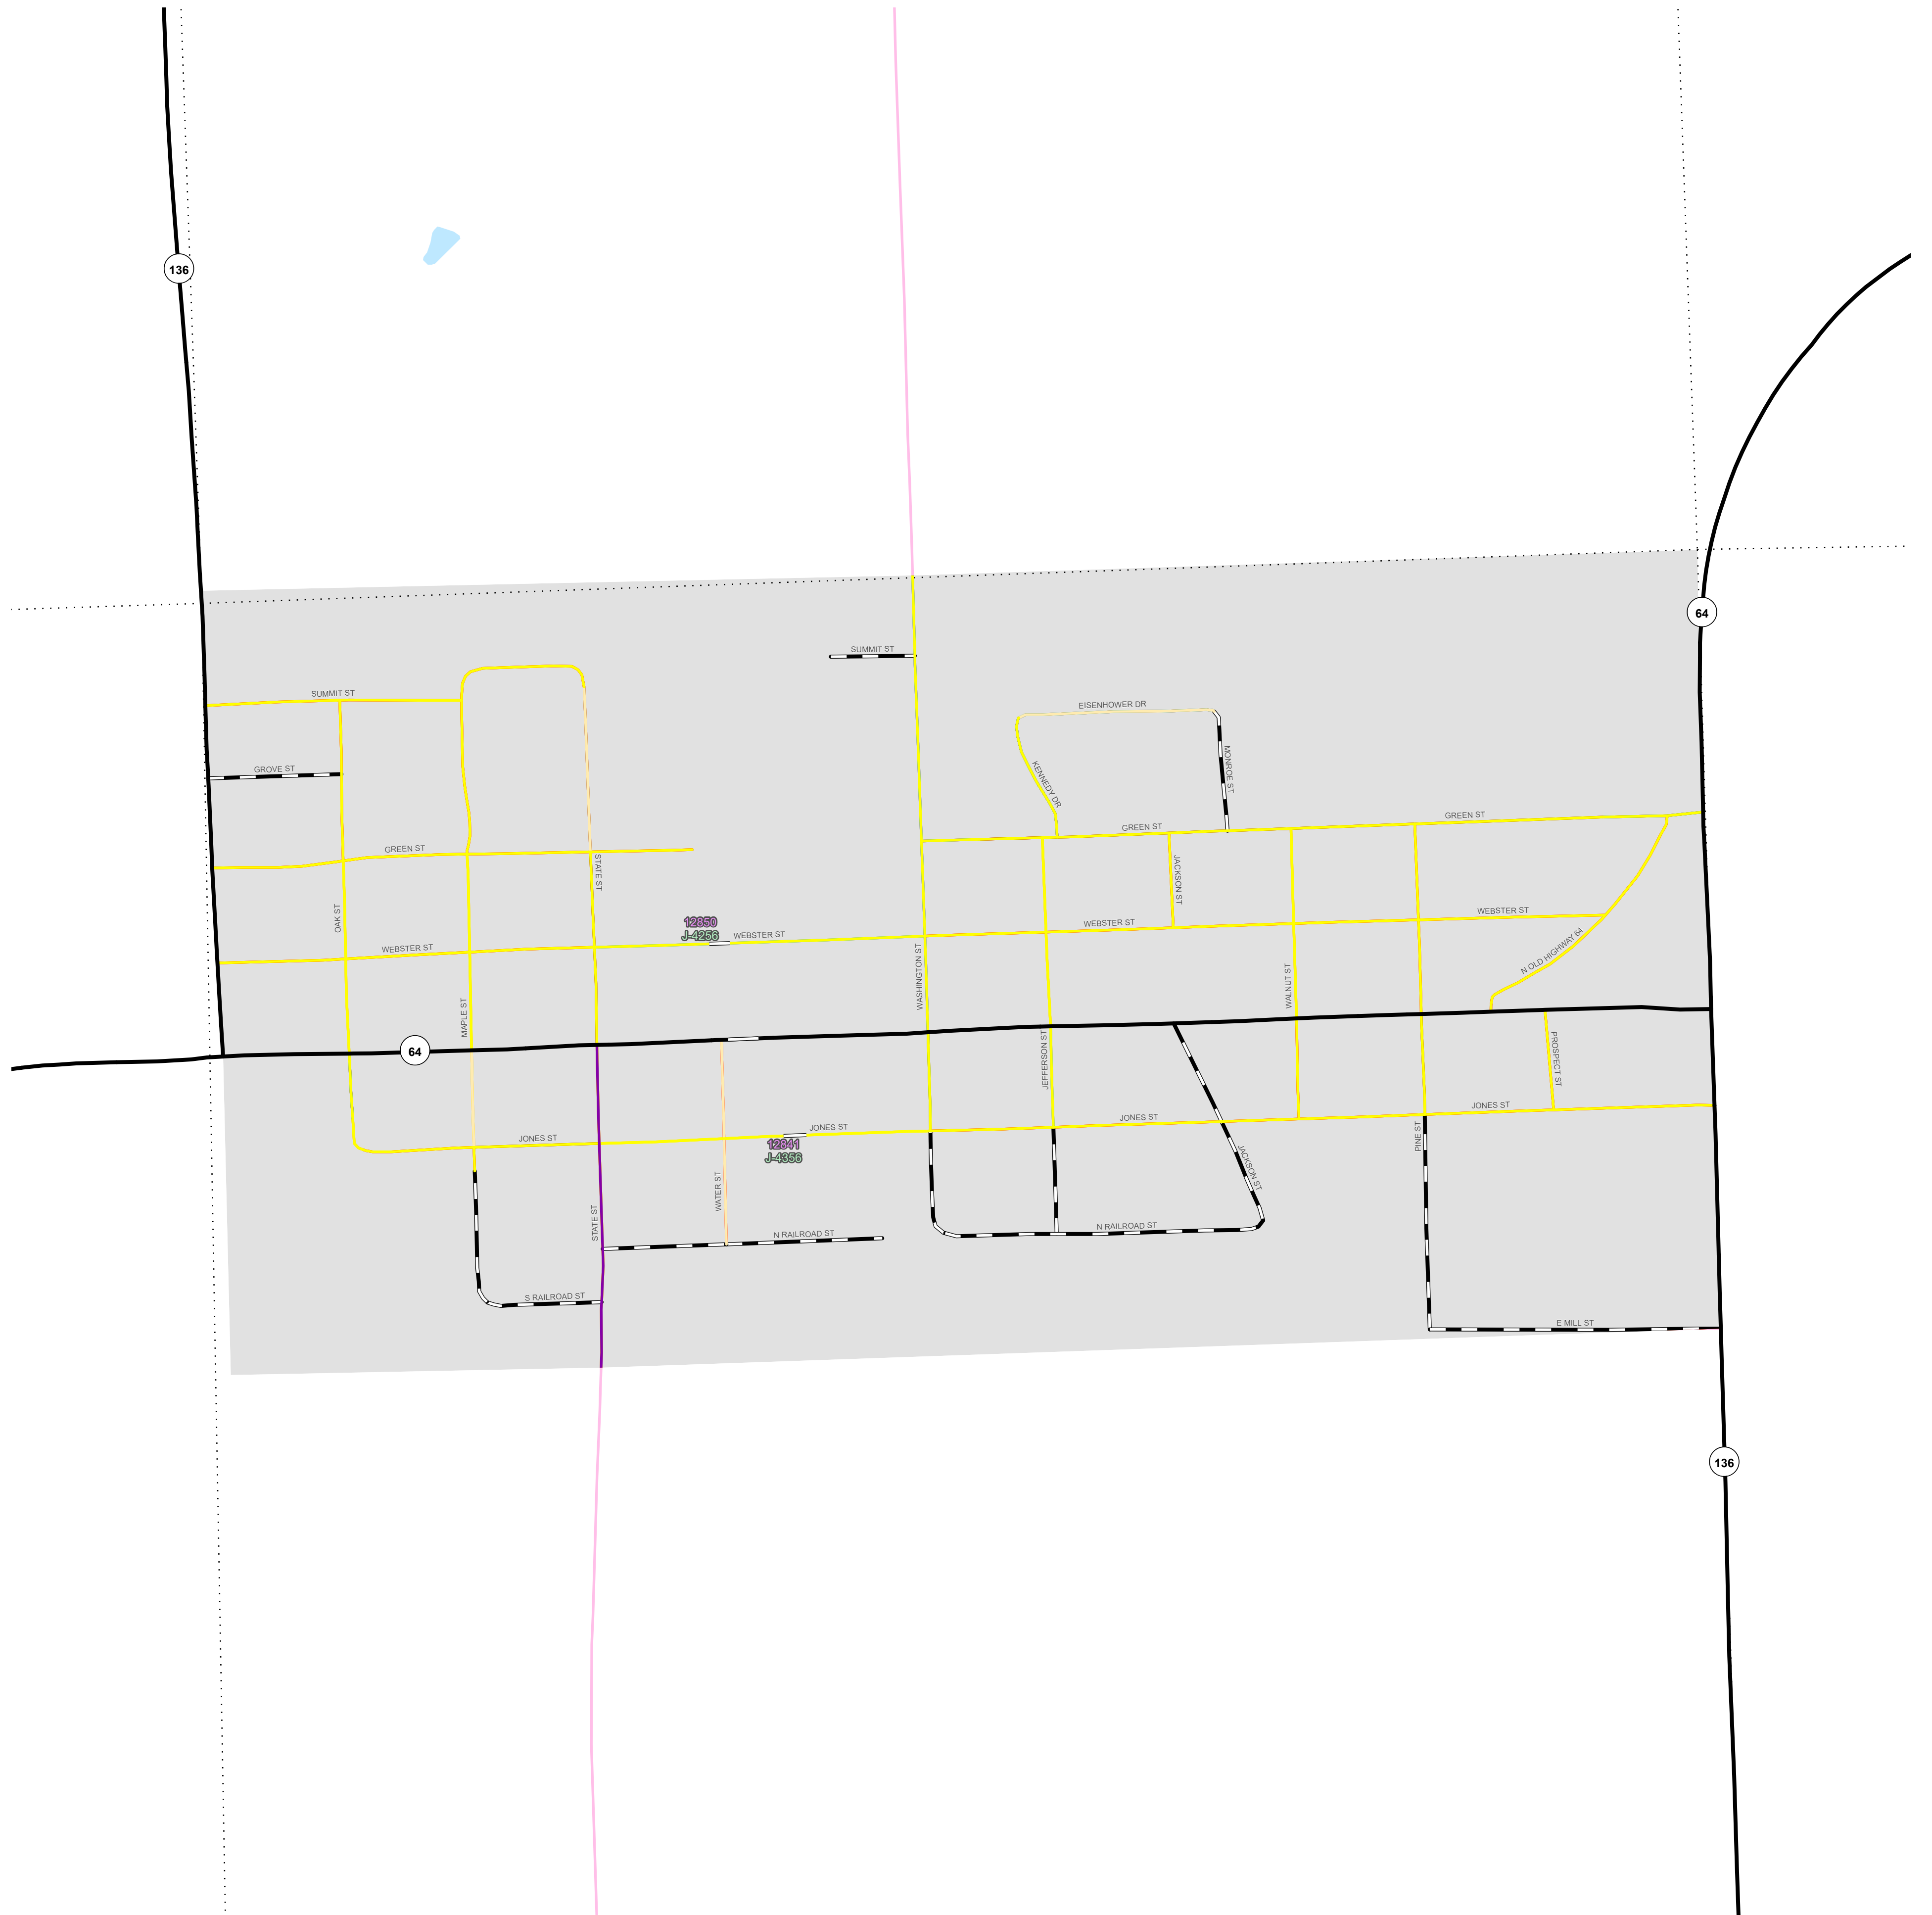 136
64
SUMMIT ST
SUMMIT ST
EISENHOWER DR
MONROE ST
GROVE ST
KENNEDY DR
GREEN ST
GREEN ST
GREEN ST
STATE ST
JACKSON ST
OAK ST
12850
J-4256
WEBSTER ST
WEBSTER ST
WEBSTER ST
WEBSTER ST
N OLD HIGHWAY 64
WASHINGTON ST
WALNUT ST
MAPLE ST
64
JEFFERSON ST
PROSPECT ST
JONES ST
JONES ST
JONES ST
JONES ST
12841
J-4356
PINE ST
JACKSON ST
WATER ST
STATE ST
N RAILROAD ST
N RAILROAD ST
S RAILROAD ST
E MILL ST
136